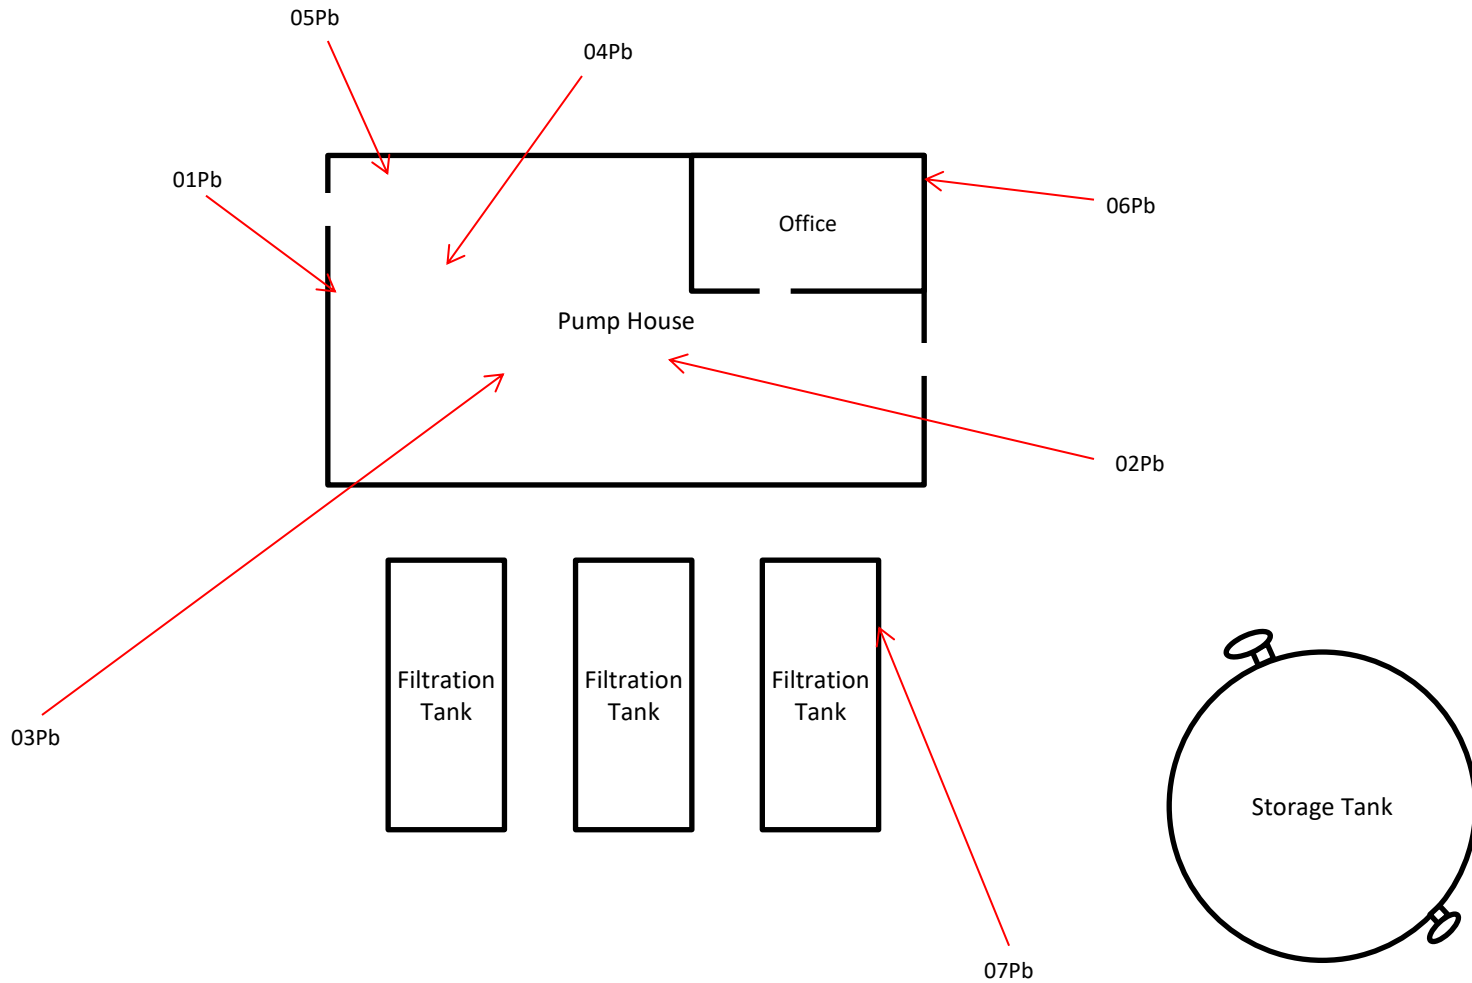 05Pb
04Pb
01Pb
06Pb
Office
Pump House
02Pb
Filtration
Tank
Filtration
Tank
Filtration
Tank
03Pb
Storage Tank
07Pb